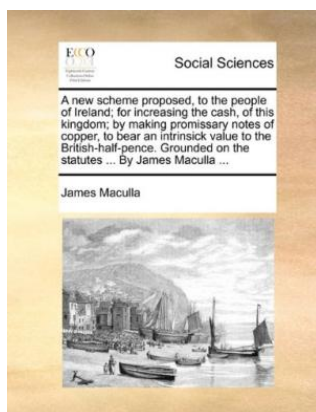 ECCO
Social Sciences
A new scheme proposed, to the people
of Ireland; for increasing the cash, of this
kingdom; by making promissary notes of
copper, to bear an intrinsick value to the
British-half-pence. Grounded on the
statutes ... By James Maculla ...
James Maculla